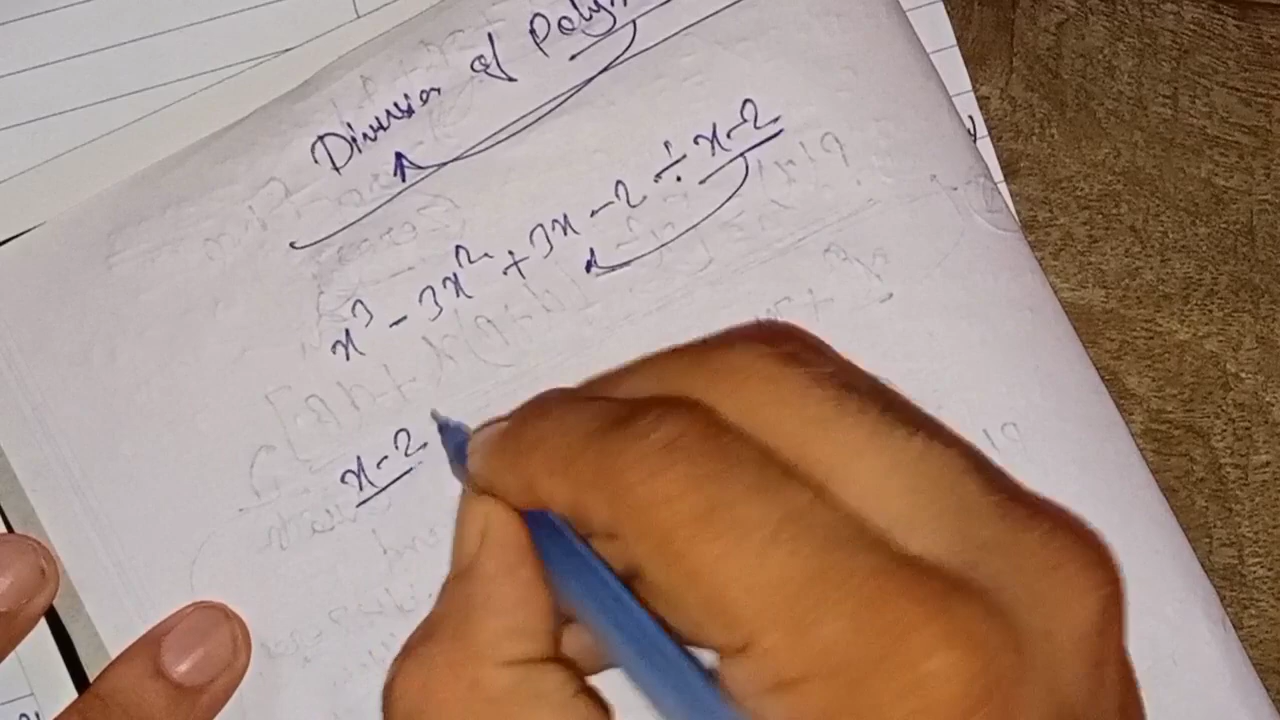 Division of Poly
x³ - 3x² + 3x - 2 ÷ x - 2
x - 2